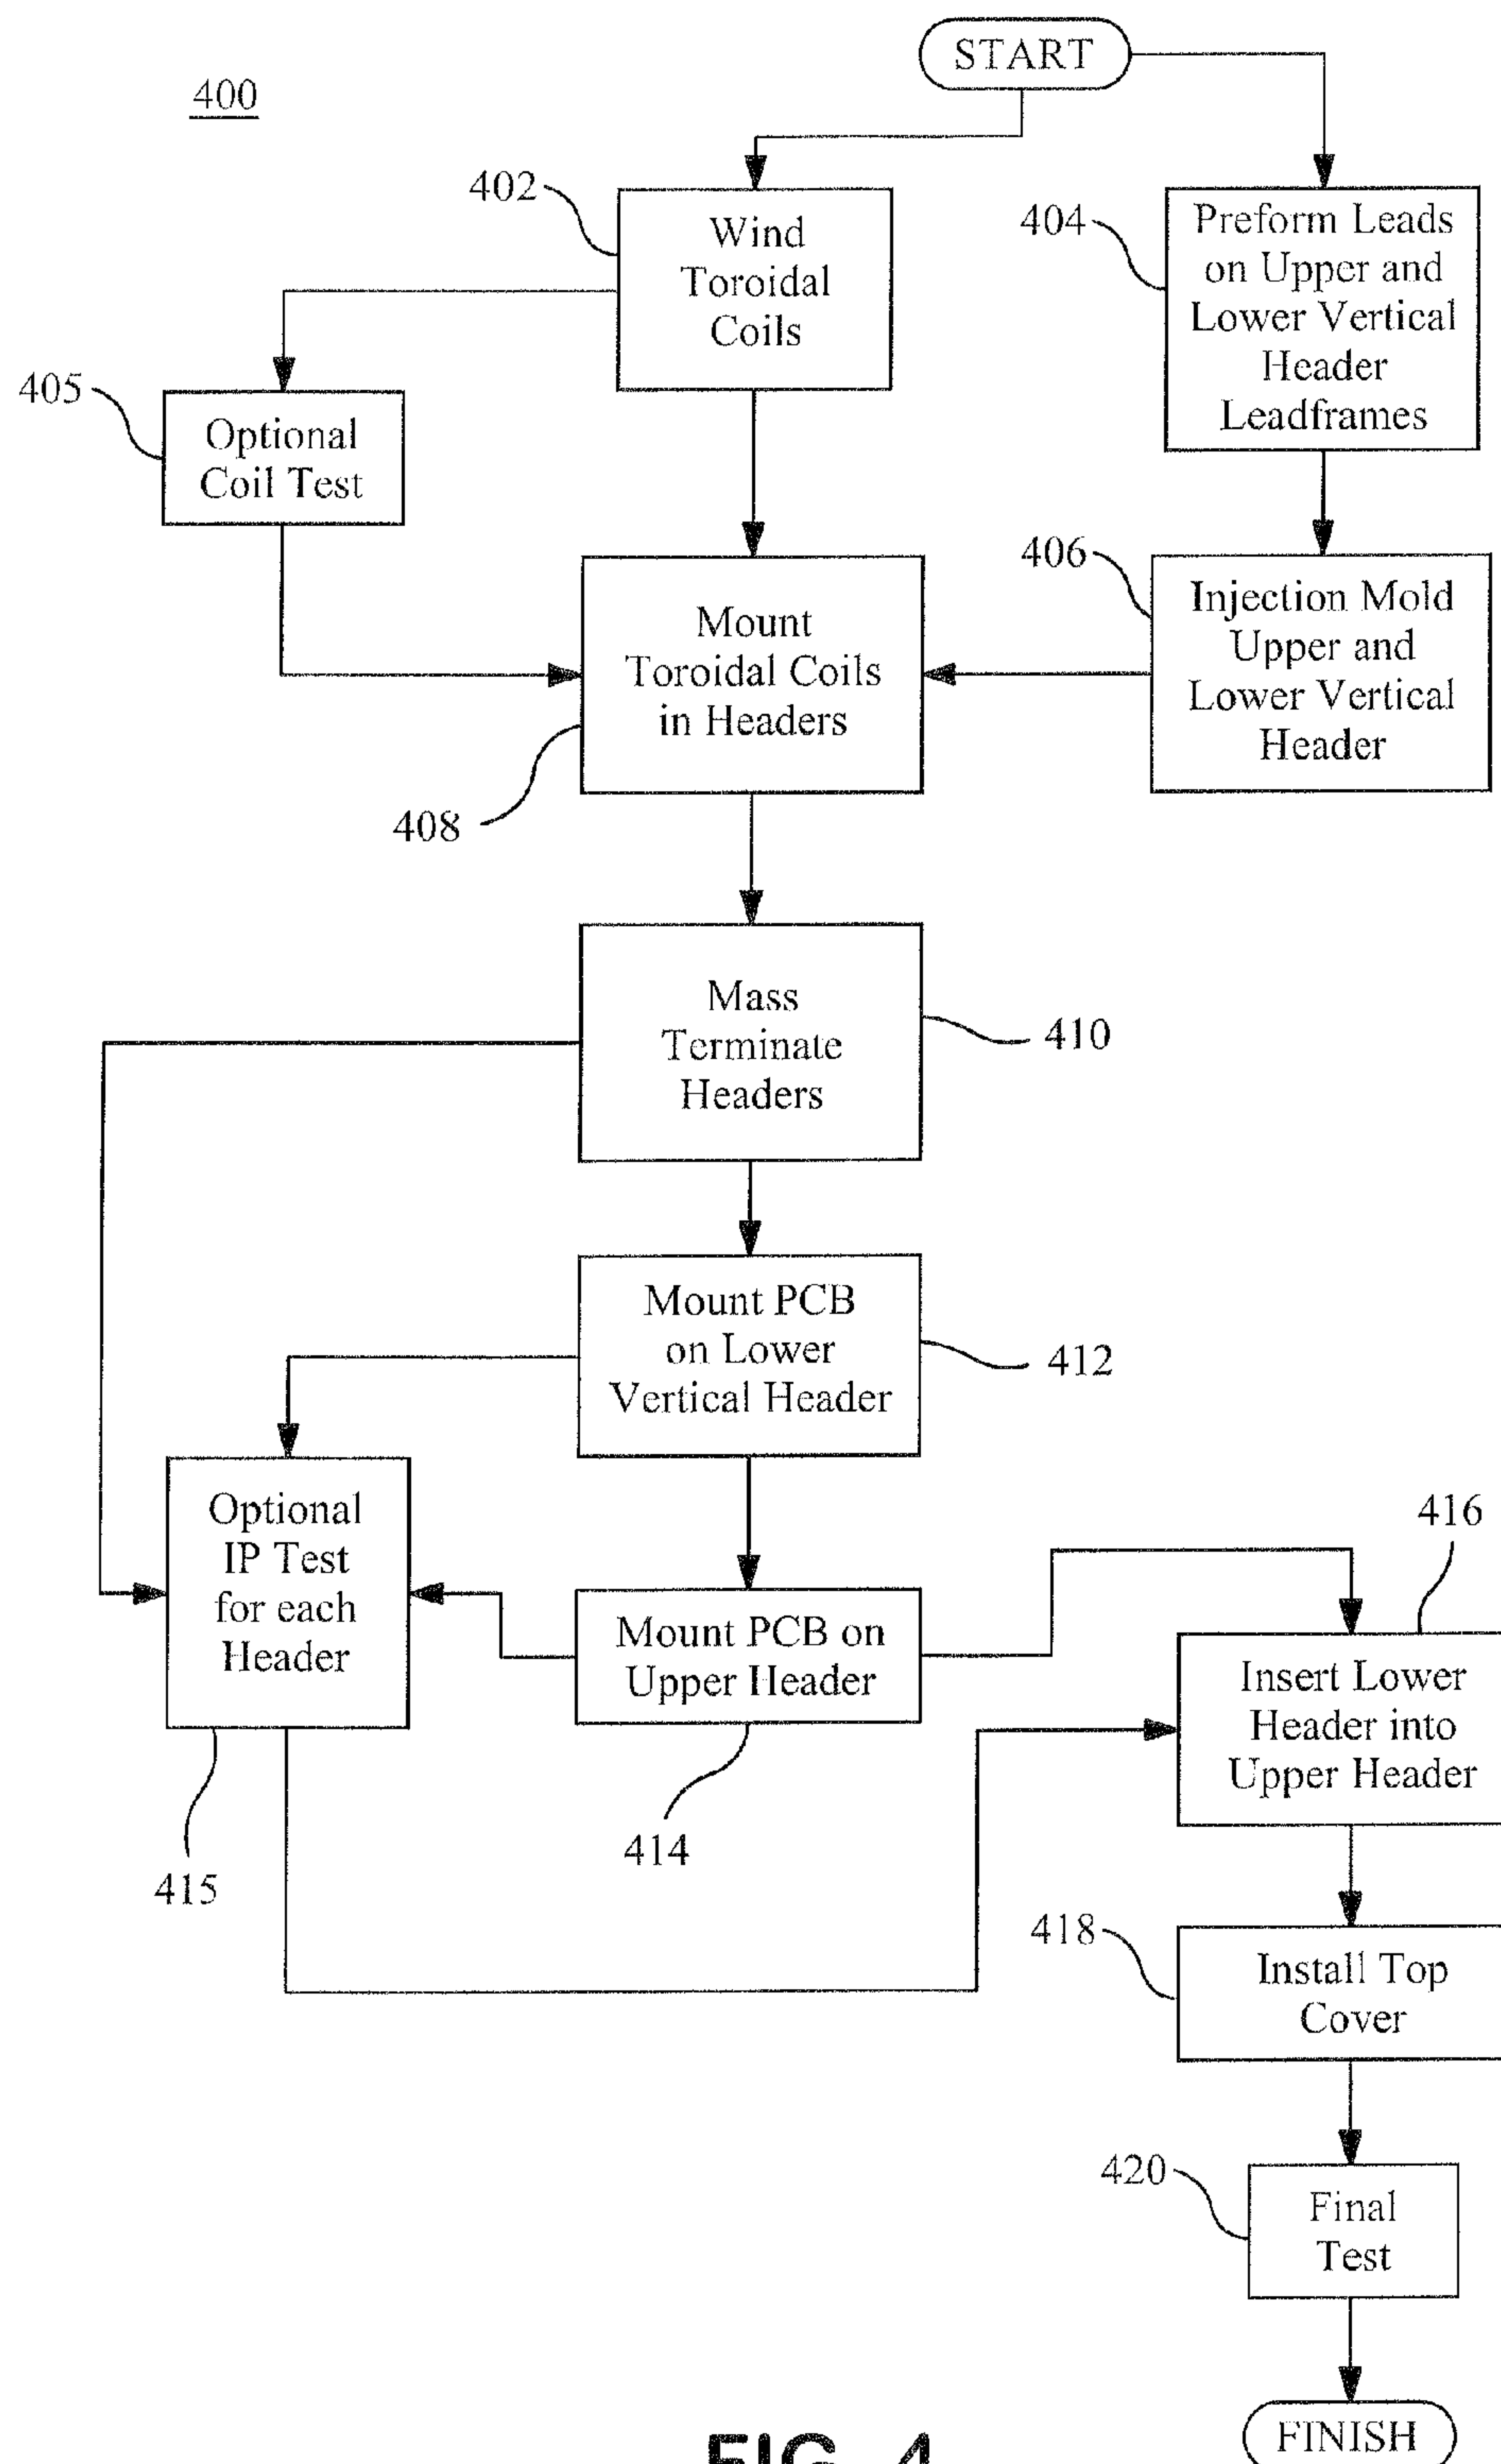 START
400
402
Wind
Toroidal
Coils
404
Preform Leads
on Upper and
Lower Vertical
Header
Leadframes
405
Optional
Coil Test
406
Injection Mold
Upper and
Lower Vertical
Header
Mount
Toroidal Coils
in Headers
408
Mass
Terminate
Headers
410
Mount PCB
on Lower
Vertical Header
412
Optional
IP Test
for each
Header
415
Mount PCB on
Upper Header
414
416
Insert Lower
Header into
Upper Header
418
Install Top
Cover
420
Final
Test
FINISH
FIG. 4